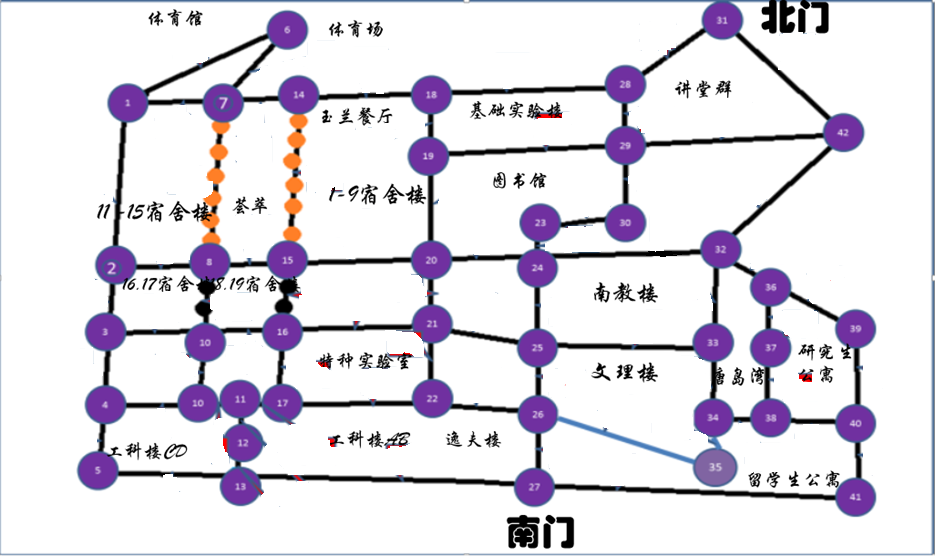 体育馆
6
体育场
31
北门
1
7
14
18
28
讲堂群
玉兰餐厅
基础实验楼
42
19
29
图书馆
11-15宿舍楼
荟萃
1-9宿舍楼
23
30
2
8
15
20
24
32
16.17宿舍
18.19宿舍楼
南教楼
36
3
10
16
21
25
33
37
39
特种实验室
文理楼
唐岛湾
研究生
公寓
4
10
11
17
22
26
34
38
40
工科楼CD
12
工科楼AB
逸夫楼
5
13
27
35
留学生公寓
41
南门